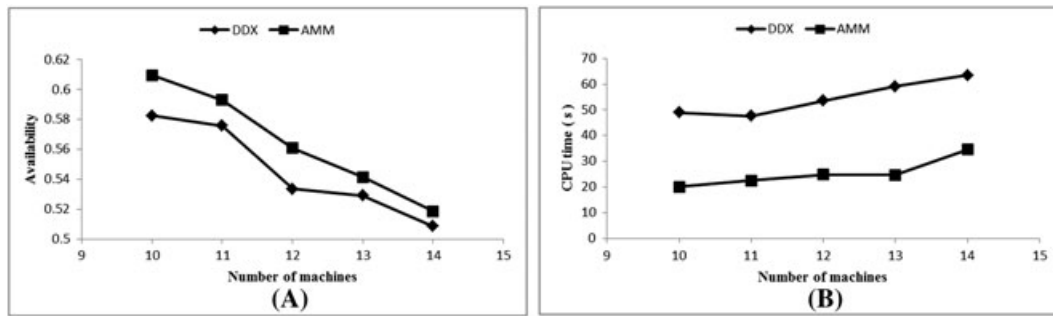 DDX AMM
0.62
0.6
0.58
0.56
0.54
0.52
0.5
Availability
9 10 11 12 13 14 15
Number of machines
(A)
DDX AMM
70
60
50
40
30
20
10
0
CPU time ( s )
9 10 11 12 13 14 15
Number of machines
(B)